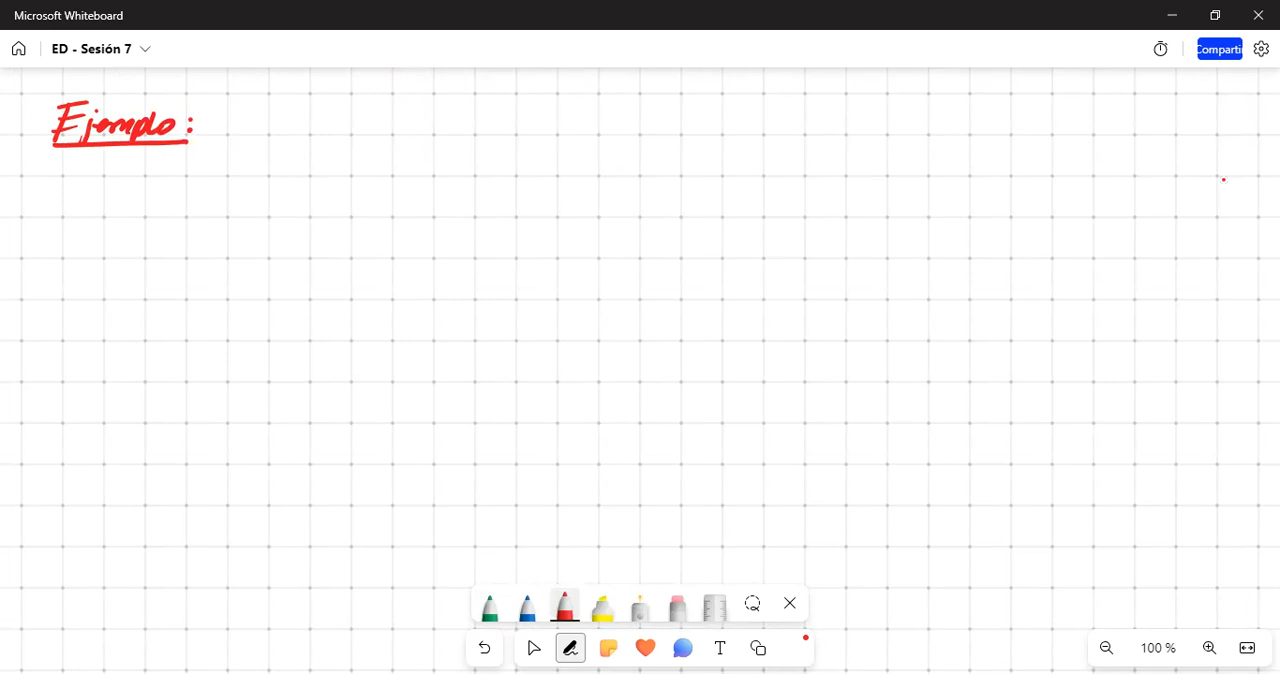 Microsoft Whiteboard
ED - Sesión 7
Comparti
Ejemplo:
T
100 %